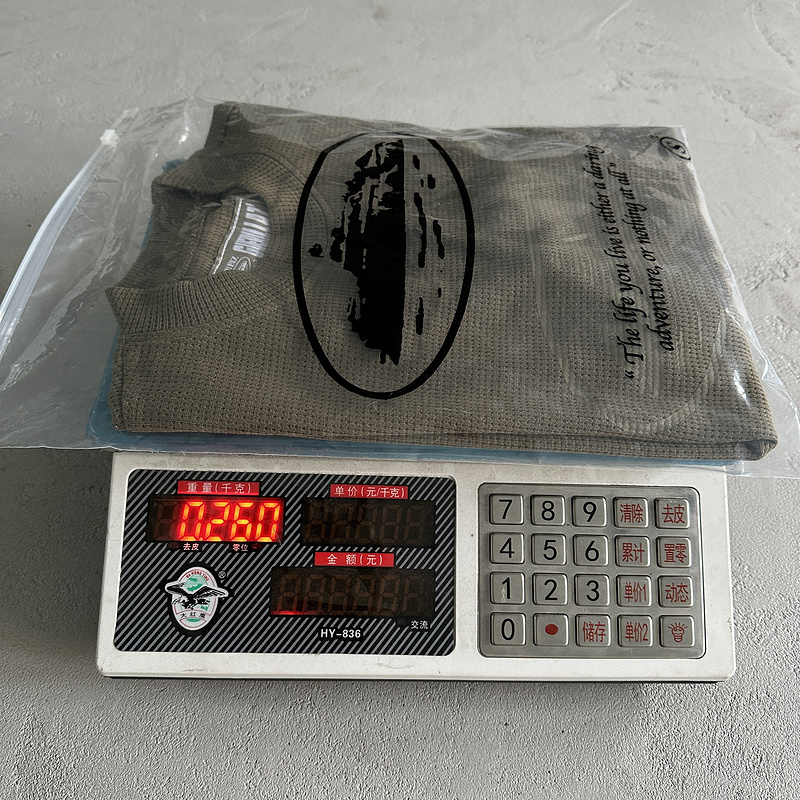 S
"The life you live is either a daring
adventure, or nothing at all"
重量(千克)
单价(元/千克)
0.260
去皮
零位
金额(元)
大红鹰
®
HY-836
交流
7 8 9 清除 去皮
4 5 6 累计 置零
1 2 3 单价1 动态
0 储存 单价2